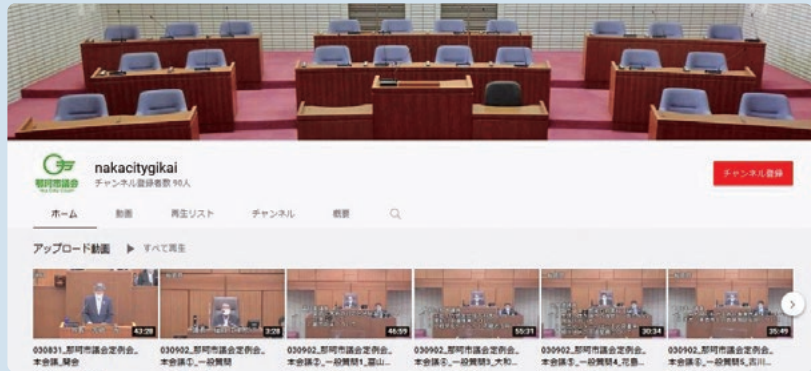 nakacitygikai
チャンネル登録者数 90人
チャンネル登録
那珂市議会
ホーム 動画 再生リスト チャンネル 概要
アップロード動画 すべて再生
43:28 3:28 46:59 55:31 30:34 35:49
030831_那珂市議会定例会_本会議_開会
030902_那珂市議会定例会_本会議①_一般質問
030902_那珂市議会定例会_本会議②_一般質問1_冨山...
030902_那珂市議会定例会_本会議④_一般質問3_大和...
030902_那珂市議会定例会_本会議⑤_一般質問4_花島...
030902_那珂市議会定例会_本会議⑥_一般質問5_古川...